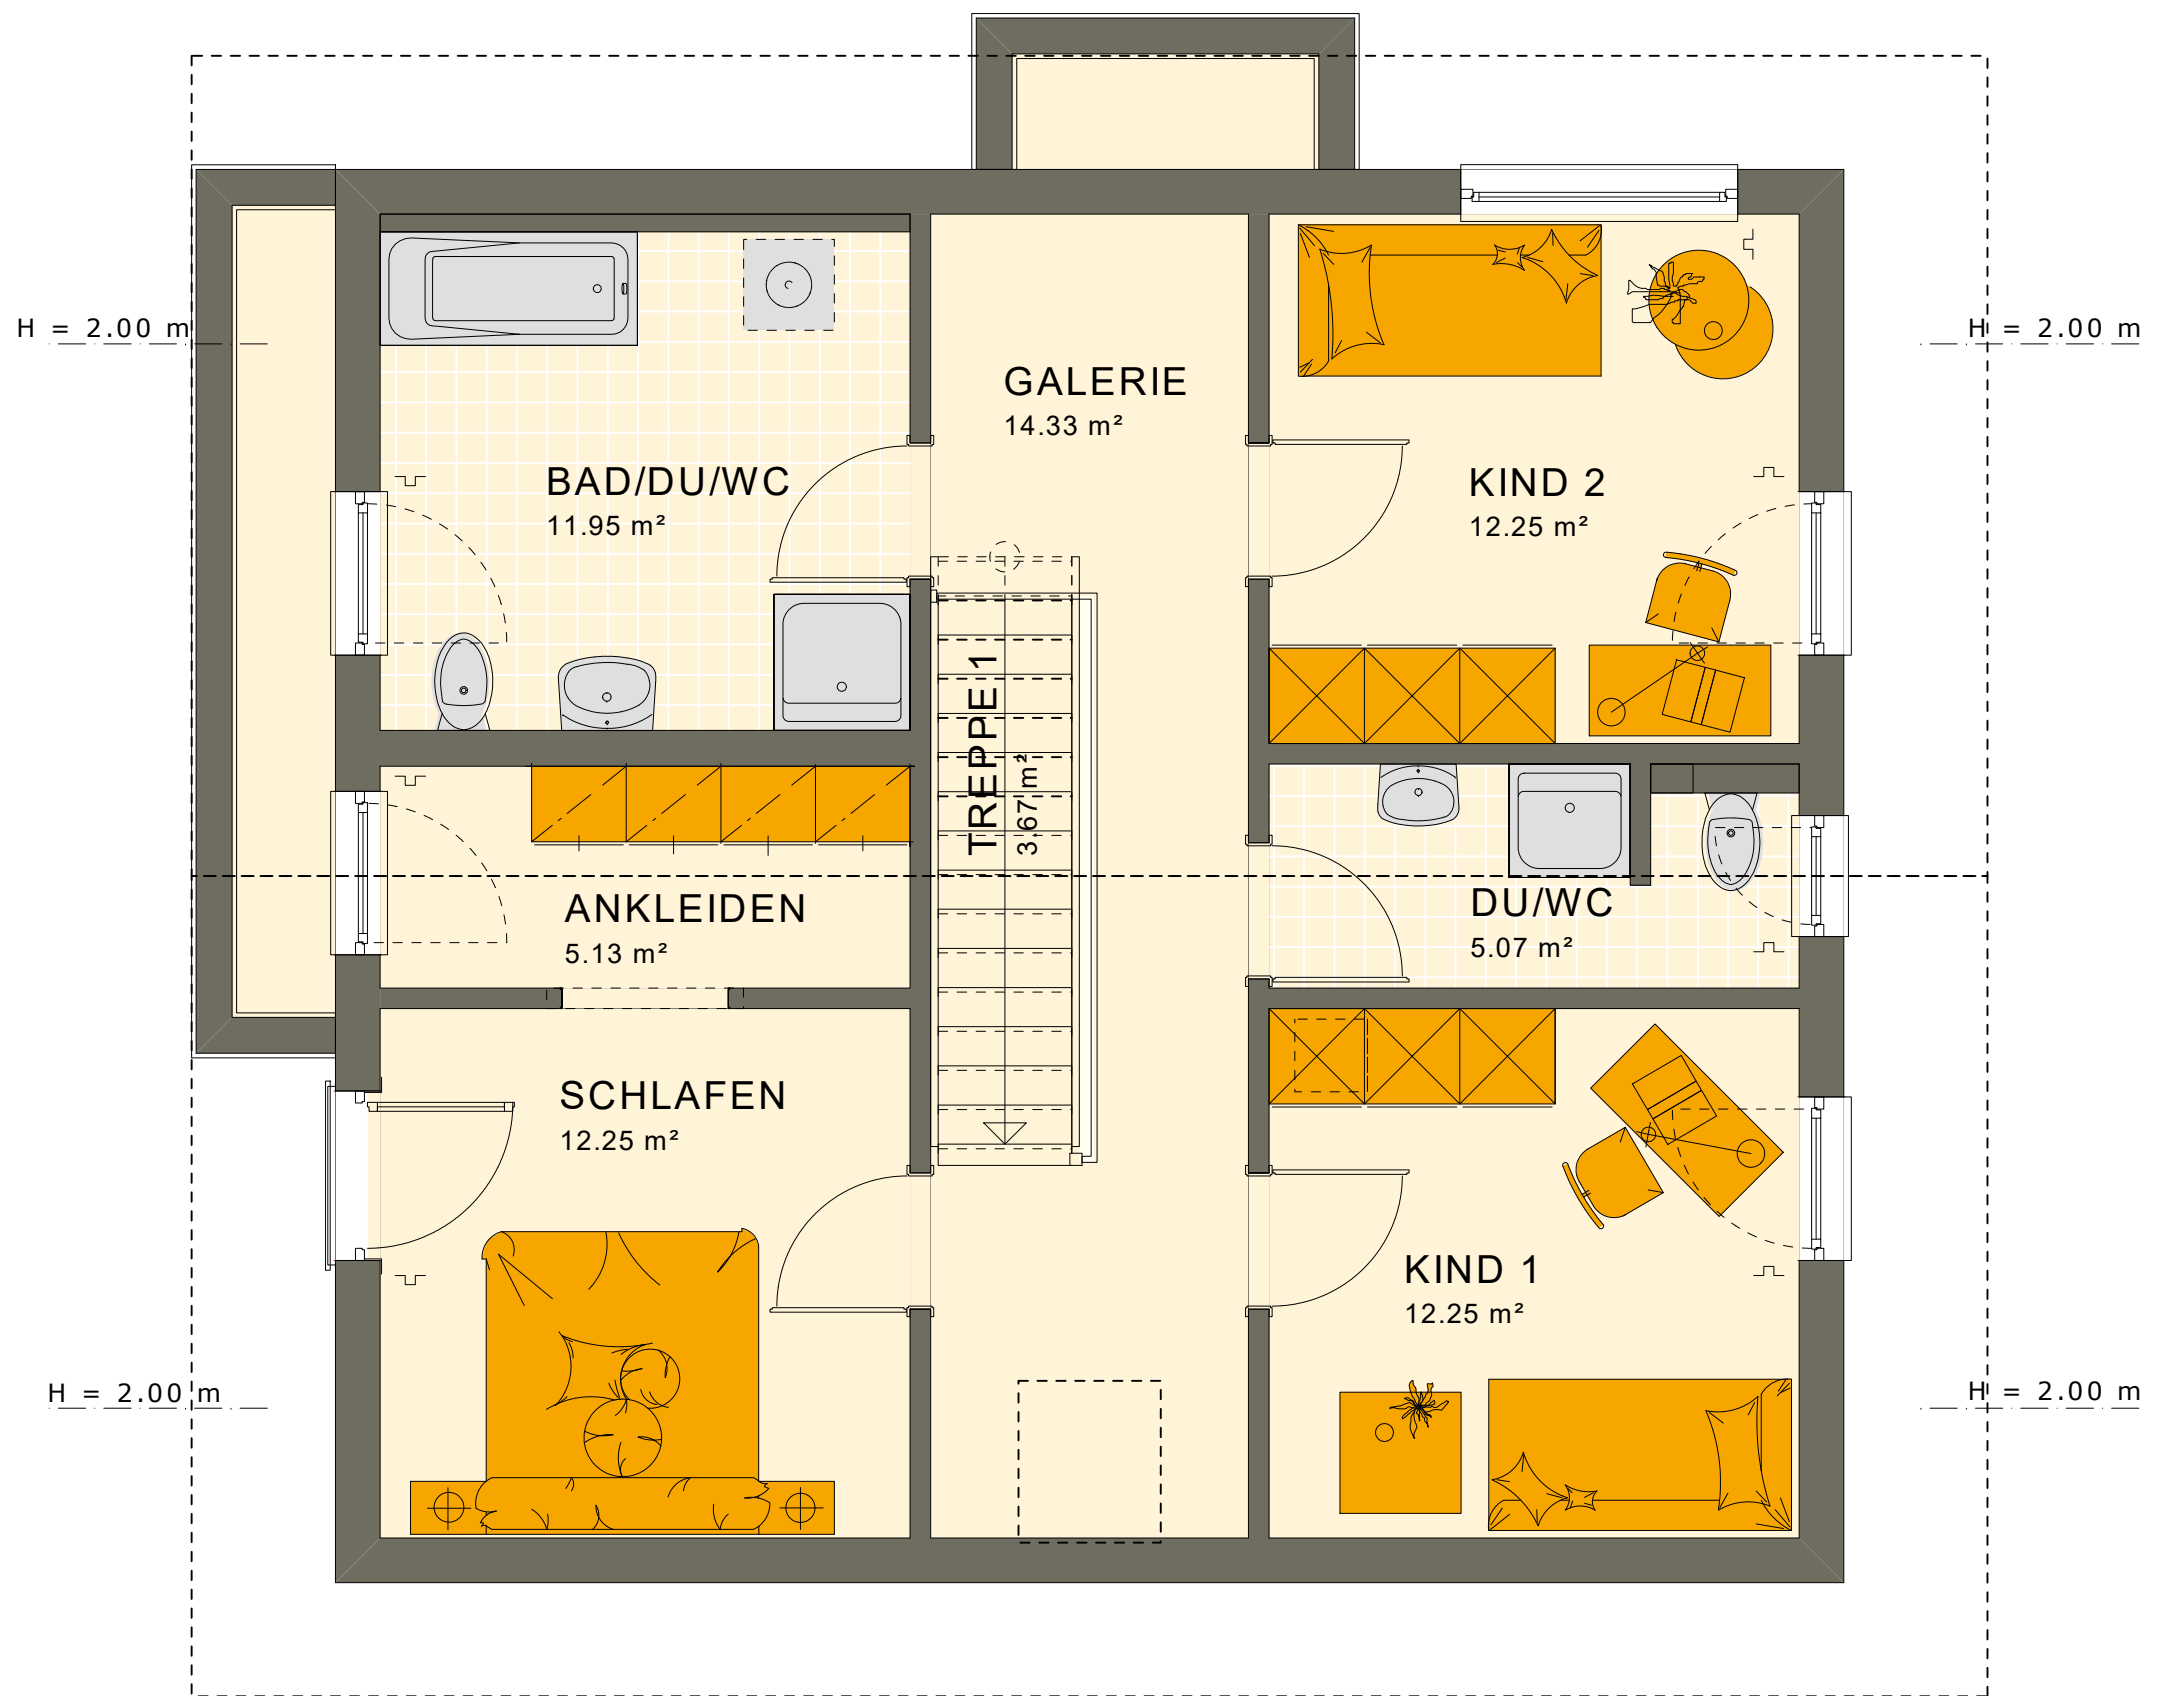 H = 2.00 m
H = 2.00 m
GALERIE
14.33 m²
BAD/DU/WC
11.95 m²
KIND 2
12.25 m²
TREPPE 1
3.67 m²
ANKLEIDEN
5.13 m²
DU/WC
5.07 m²
SCHLAFEN
12.25 m²
KIND 1
12.25 m²
H = 2.00 m
H = 2.00 m